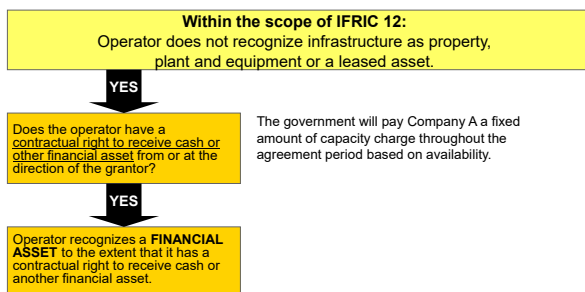 Within the scope of IFRIC 12:
Operator does not recognize infrastructure as property,
plant and equipment or a leased asset.
YES
Does the operator have a
contractual right to receive cash or
other financial asset from or at the
direction of the grantor?
The government will pay Company A a fixed
amount of capacity charge throughout the
agreement period based on availability.
YES
Operator recognizes a FINANCIAL
ASSET to the extent that it has a
contractual right to receive cash or
another financial asset.